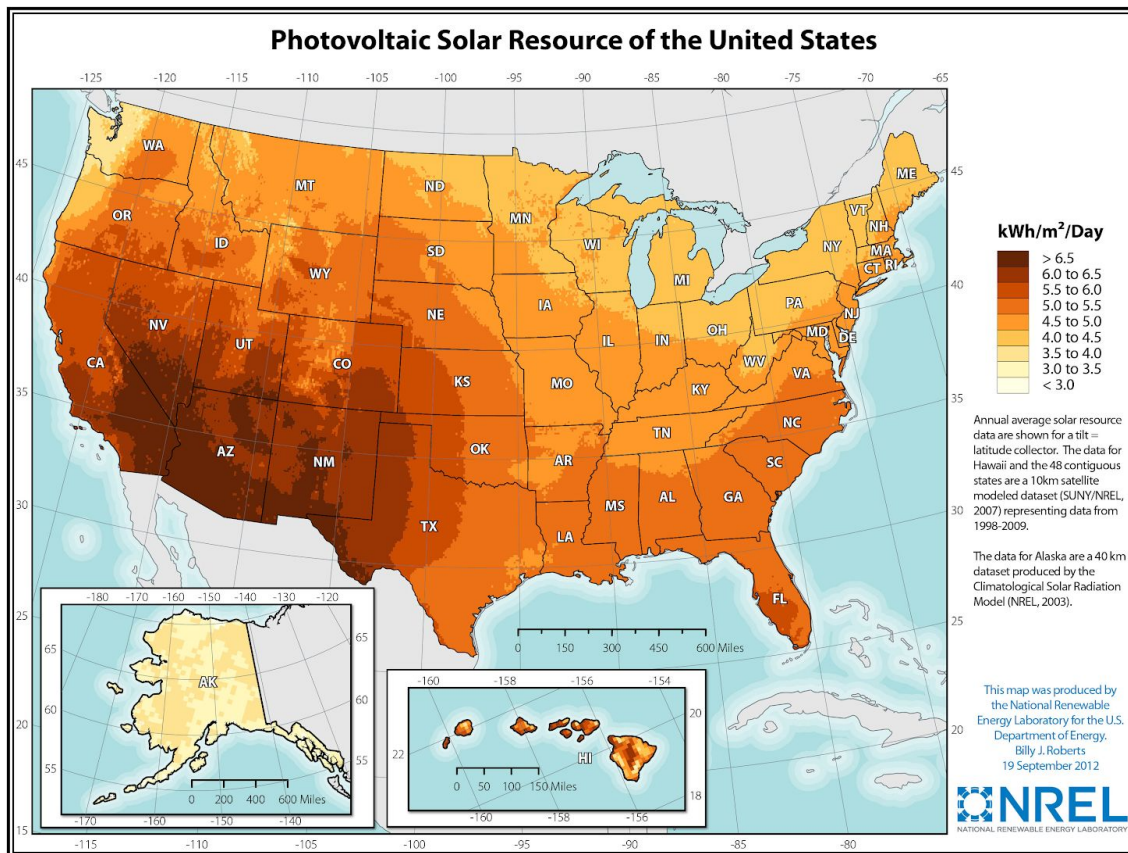 Photovoltaic Solar Resource of the United States
-125 -120 -115 -110 -105 -100 -95 -90 -85 -80 -75 -70 -65
45
40
35
30
25
20
15
45
40
35
30
25
20
-115 -110 -105 -100 -95 -90 -85 -80 -75
WA
OR
CA
NV
ID
MT
WY
UT
CO
AZ
NM
ND
SD
NE
KS
OK
TX
MN
IA
MO
AR
LA
WI
IL
MI
IN
OH
KY
TN
MS
AL
GA
FL
SC
NC
VA
WV
MD
DE
PA
NJ
NY
CT
RI
MA
VT
NH
ME
kWh/m²/Day
> 6.5
6.0 to 6.5
5.5 to 6.0
5.0 to 5.5
4.5 to 5.0
4.0 to 4.5
3.5 to 4.0
3.0 to 3.5
< 3.0
Annual average solar resource
data are shown for a tilt =
latitude collector. The data for
Hawaii and the 48 contiguous
states are a 10km satellite
modeled dataset (SUNY/NREL,
2007) representing data from
1998-2009.
The data for Alaska are a 40 km
dataset produced by the
Climatological Solar Radiation
Model (NREL, 2003).
0 150 300 450 600 Miles
-180 -170 -160 -150 -140 -130 -120
65
60
55
65
60
55
AK
0 200 400 600 Miles
-170 -160 -150 -140
-160 -158 -156 -154
22
20
18
HI
0 50 100 150 Miles
-160 -158 -156
This map was produced by
the National Renewable
Energy Laboratory for the U.S.
Department of Energy.
Billy J. Roberts
19 September 2012
NREL
NATIONAL RENEWABLE ENERGY LABORATORY